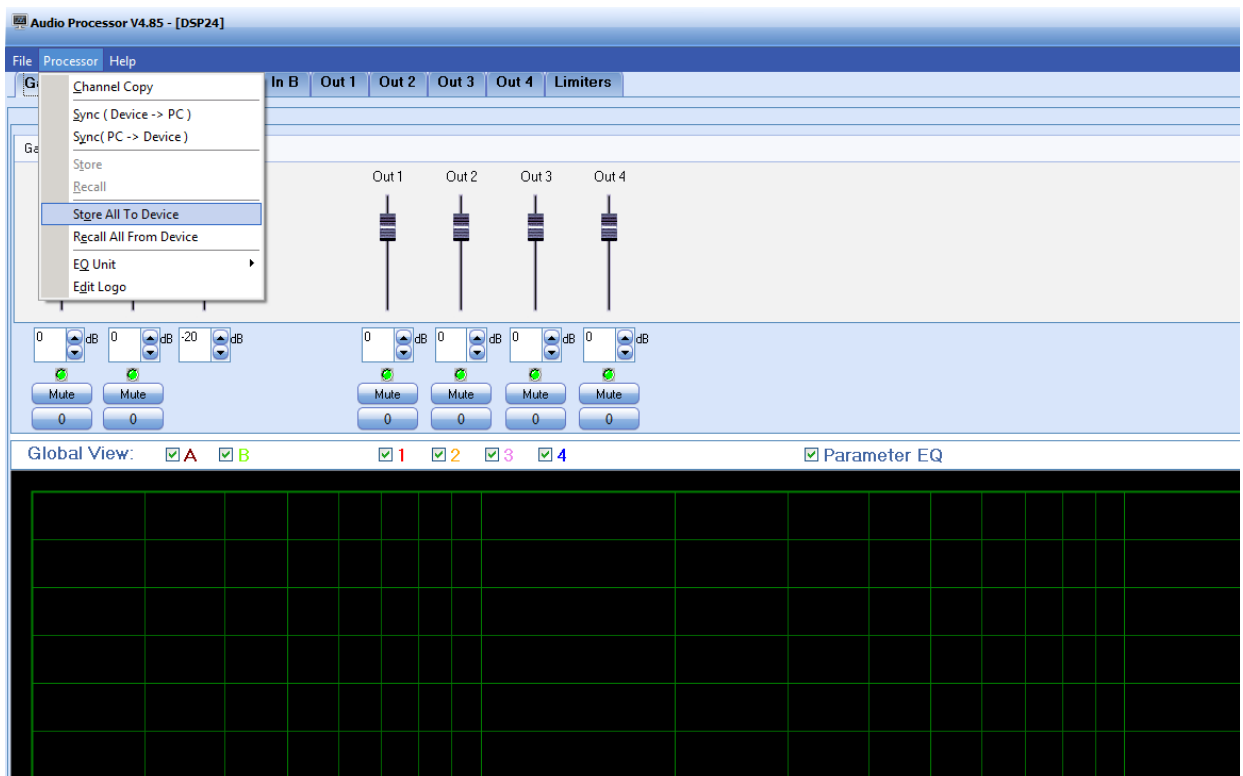 Audio Processor V4.85 - [DSP24]
File Processor Help
In B Out 1 Out 2 Out 3 Out 4 Limiters
Channel Copy
Sync ( Device -> PC )
Sync( PC -> Device )
Store
Recall
Store All To Device
Recall All From Device
EQ Unit
Edit Logo
Out 1 Out 2 Out 3 Out 4
0 dB 0 dB -20 dB 0 dB 0 dB 0 dB 0 dB
Mute Mute Mute Mute Mute Mute
0 0 0 0 0 0
Global View: A B 1 2 3 4 Parameter EQ